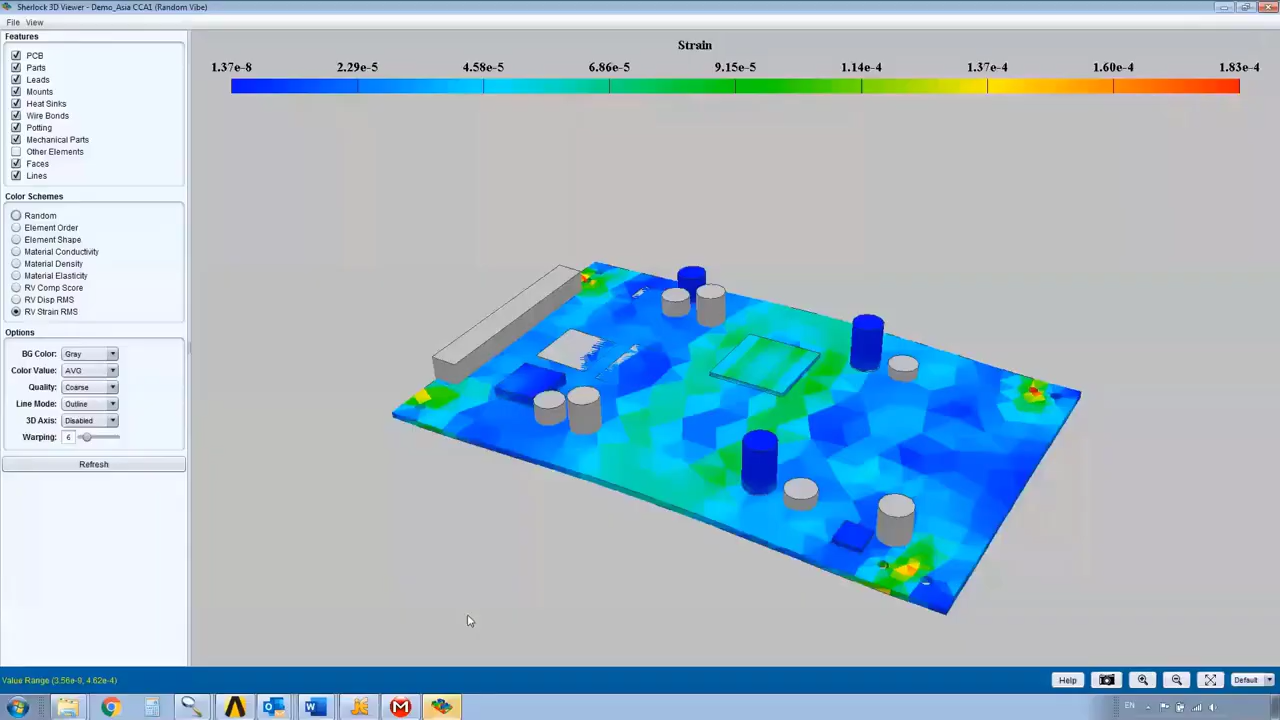 Sherlock 3D Viewer - Demo_Asia CCA1 (Random Vibe)
File View
Features
PCB
Parts
Leads
Mounts
Heat Sinks
Wire Bonds
Potting
Mechanical Parts
Other Elements
Faces
Lines
Color Schemes
Random
Element Order
Element Shape
Material Conductivity
Material Density
Material Elasticity
RV Comp Score
RV Disp RMS
RV Strain RMS
Options
BG Color: Gray
Color Value: AVG
Quality: Coarse
Line Mode: Outline
3D Axis: Disabled
Warping: 6
Refresh
Strain
1.37e-8 2.29e-5 4.58e-5 6.86e-5 9.15e-5 1.14e-4 1.37e-4 1.60e-4 1.83e-4
Value Range (3.56e-9, 4.62e-4)
Help Default
EN